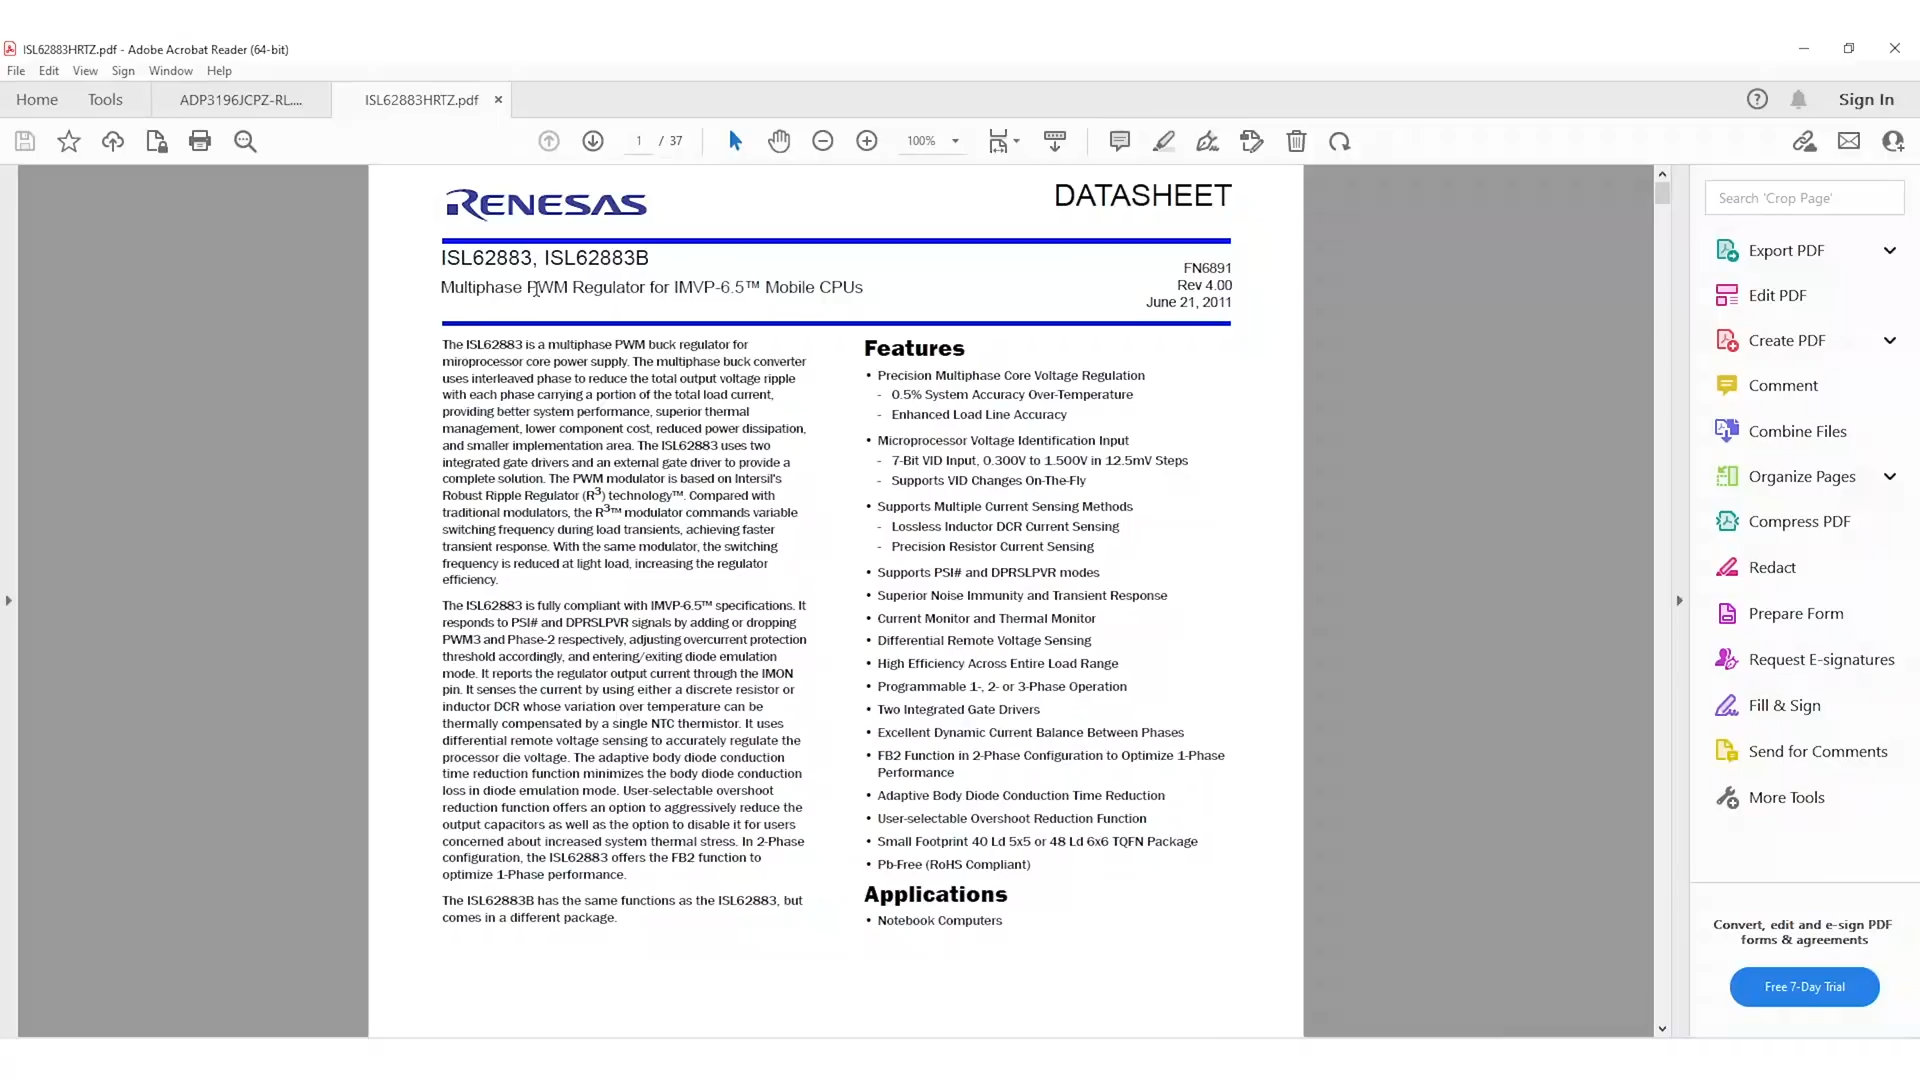 ISL62883HRTZ.pdf - Adobe Acrobat Reader (64-bit)
File Edit View Sign Window Help
Home Tools ADP3196JCPZ-RL.... ISL62883HRTZ.pdf Sign In
1 / 37 100%
RENESAS
DATASHEET
ISL62883, ISL62883B
Multiphase PWM Regulator for IMVP-6.5™ Mobile CPUs
FN6891
Rev 4.00
June 21, 2011
The ISL62883 is a multiphase PWM buck regulator for
miroprocessor core power supply. The multiphase buck converter
uses interleaved phase to reduce the total output voltage ripple
with each phase carrying a portion of the total load current,
providing better system performance, superior thermal
management, lower component cost, reduced power dissipation,
and smaller implementation area. The ISL62883 uses two
integrated gate drivers and an external gate driver to provide a
complete solution. The PWM modulator is based on Intersil's
Robust Ripple Regulator (R3) technology™. Compared with
traditional modulators, the R3™ modulator commands variable
switching frequency during load transients, achieving faster
transient response. With the same modulator, the switching
frequency is reduced at light load, increasing the regulator
efficiency.
The ISL62883 is fully compliant with IMVP-6.5™ specifications. It
responds to PSI# and DPRSLPVR signals by adding or dropping
PWM3 and Phase-2 respectively, adjusting overcurrent protection
threshold accordingly, and entering/exiting diode emulation
mode. It reports the regulator output current through the IMON
pin. It senses the current by using either a discrete resistor or
inductor DCR whose variation over temperature can be
thermally compensated by a single NTC thermistor. It uses
differential remote voltage sensing to accurately regulate the
processor die voltage. The adaptive body diode conduction
time reduction function minimizes the body diode conduction
loss in diode emulation mode. User-selectable overshoot
reduction function offers an option to aggressively reduce the
output capacitors as well as the option to disable it for users
concerned about increased system thermal stress. In 2-Phase
configuration, the ISL62883 offers the FB2 function to
optimize 1-Phase performance.
The ISL62883B has the same functions as the ISL62883, but
comes in a different package.
Features
• Precision Multiphase Core Voltage Regulation
- 0.5% System Accuracy Over-Temperature
- Enhanced Load Line Accuracy
• Microprocessor Voltage Identification Input
- 7-Bit VID Input, 0.300V to 1.500V in 12.5mV Steps
- Supports VID Changes On-The-Fly
• Supports Multiple Current Sensing Methods
- Lossless Inductor DCR Current Sensing
- Precision Resistor Current Sensing
• Supports PSI# and DPRSLPVR modes
• Superior Noise Immunity and Transient Response
• Current Monitor and Thermal Monitor
• Differential Remote Voltage Sensing
• High Efficiency Across Entire Load Range
• Programmable 1-, 2- or 3-Phase Operation
• Two Integrated Gate Drivers
• Excellent Dynamic Current Balance Between Phases
• FB2 Function in 2-Phase Configuration to Optimize 1-Phase
Performance
• Adaptive Body Diode Conduction Time Reduction
• User-selectable Overshoot Reduction Function
• Small Footprint 40 Ld 5x5 or 48 Ld 6x6 TQFN Package
• Pb-Free (RoHS Compliant)
Applications
• Notebook Computers
Search 'Crop Page'
Export PDF
Edit PDF
Create PDF
Comment
Combine Files
Organize Pages
Compress PDF
Redact
Prepare Form
Request E-signatures
Fill & Sign
Send for Comments
More Tools
Convert, edit and e-sign PDF
forms & agreements
Free 7-Day Trial